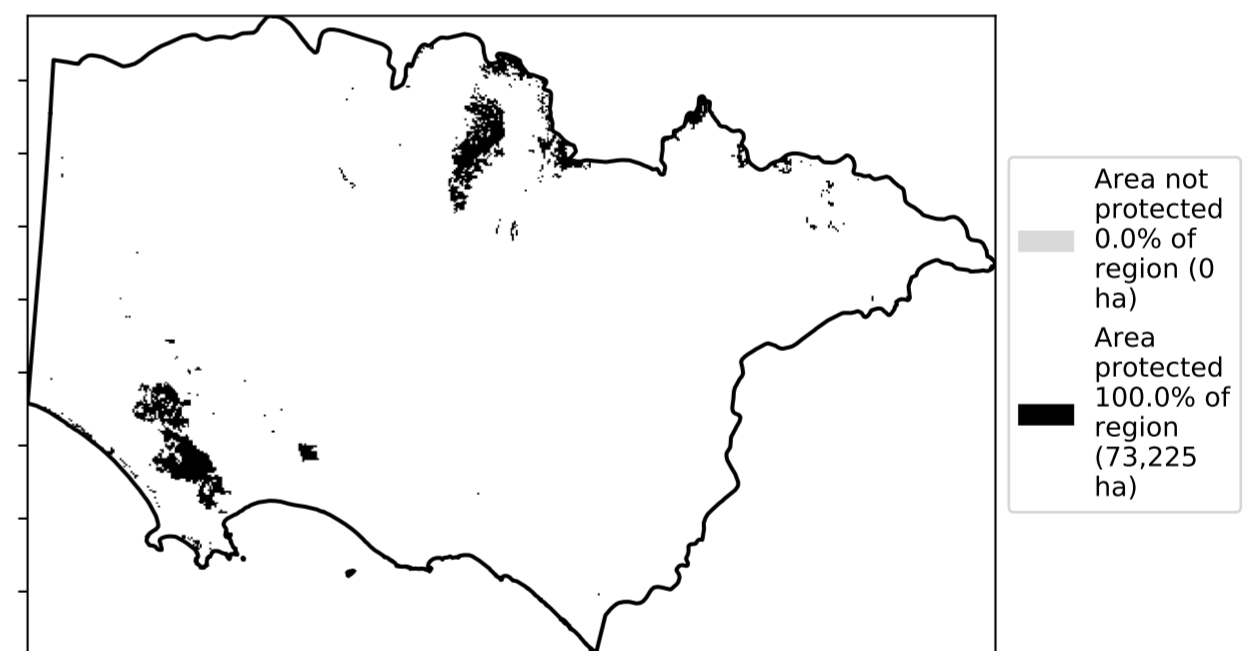 Area not
protected
0.0% of
region (0
ha)
Area
protected
100.0% of
region
(73,225
ha)